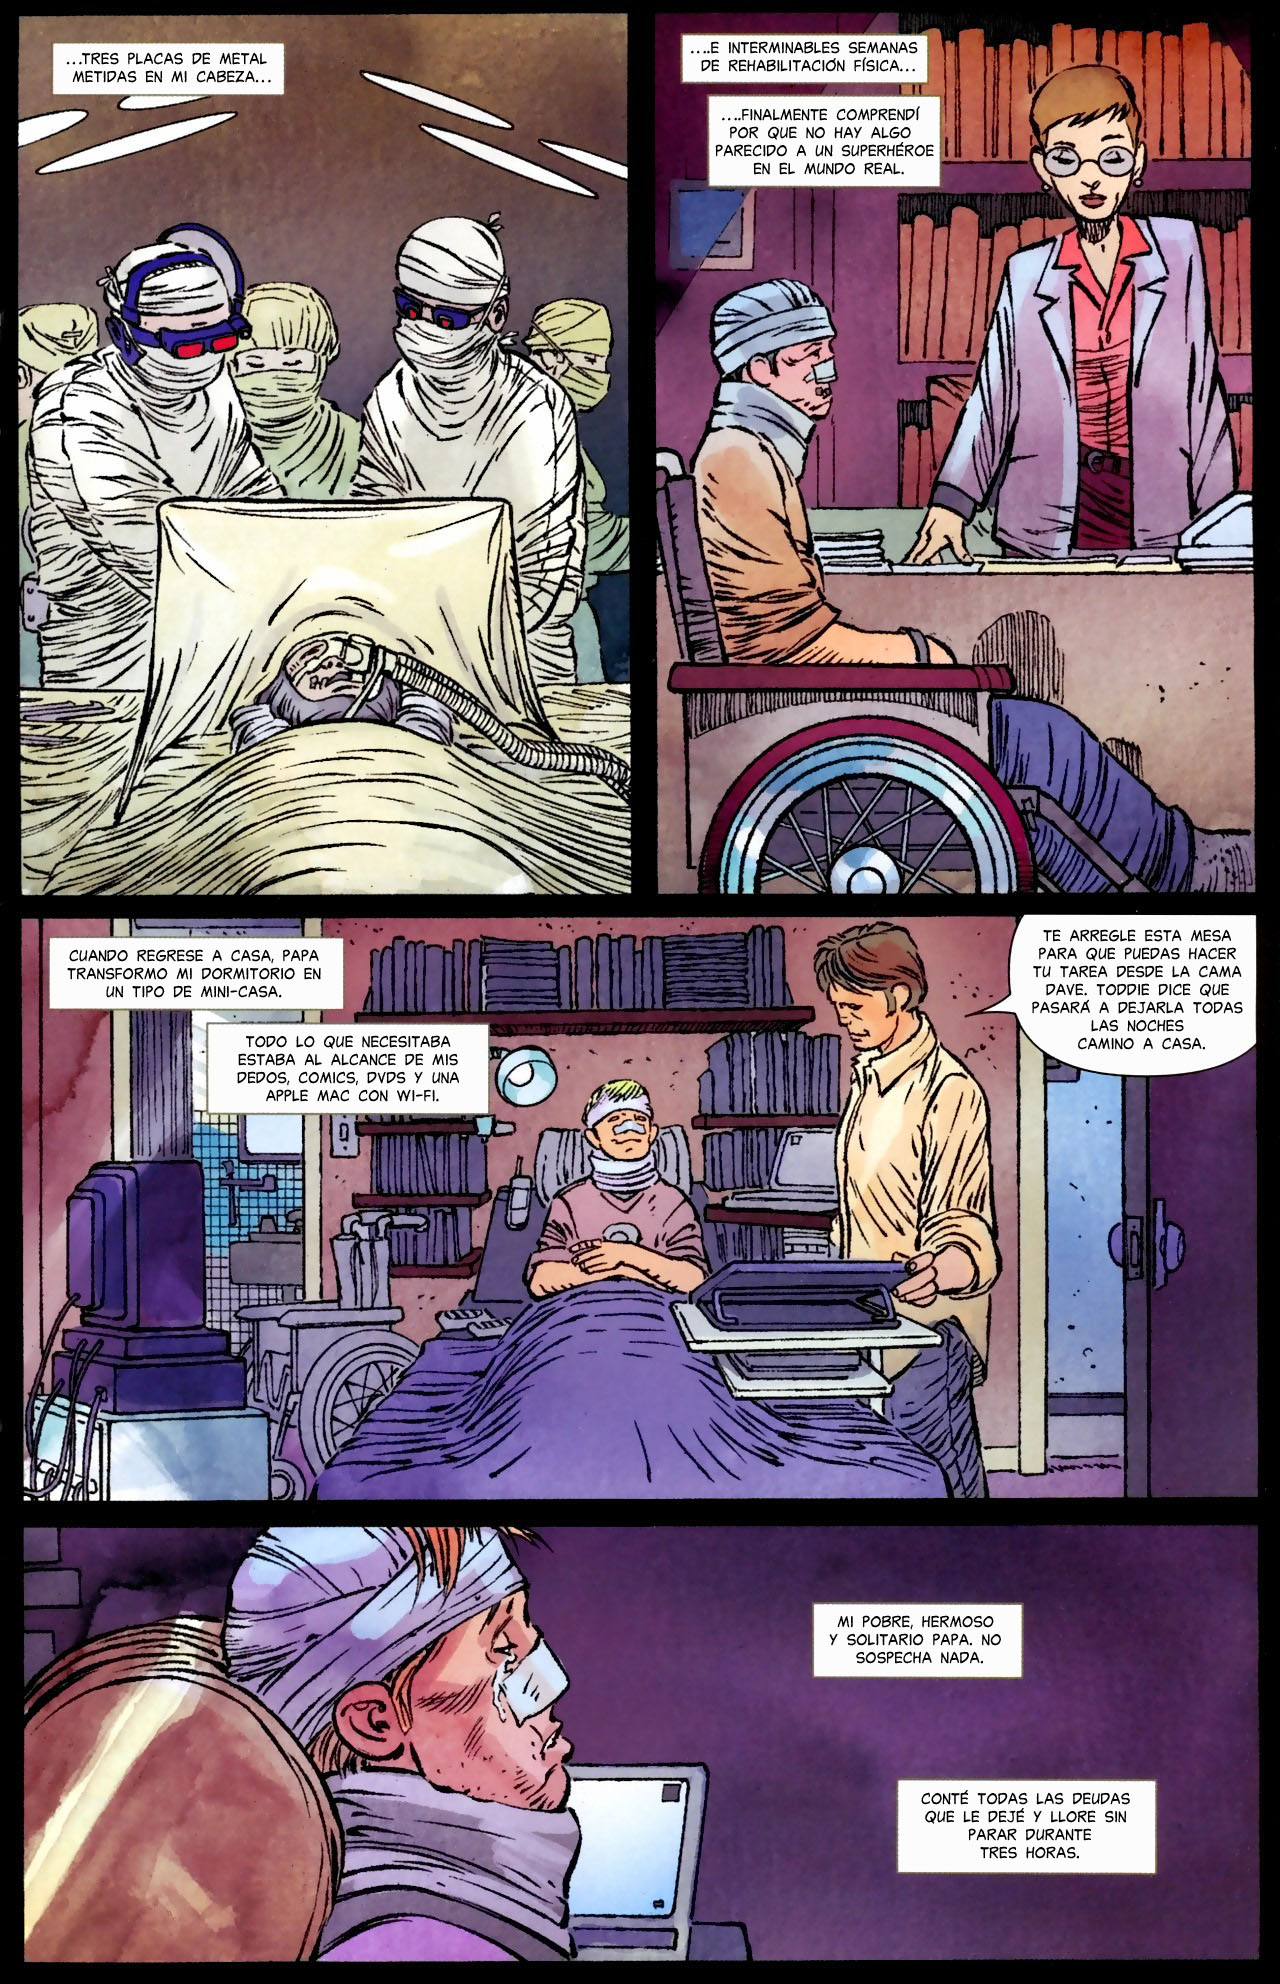 ...TRES PLACAS DE METAL
METIDAS EN MI CABEZA...
....E INTERMINABLES SEMANAS
DE REHABILITACIÓN FÍSICA...
....FINALMENTE COMPRENDÍ
POR QUE NO HAY ALGO
PARECIDO A UN SUPERHÉROE
EN EL MUNDO REAL.
CUANDO REGRESE A CASA, PAPA
TRANSFORMO MI DORMITORIO EN
UN TIPO DE MINI-CASA.
TODO LO QUE NECESITABA
ESTABA AL ALCANCE DE MIS
DEDOS, COMICS, DVDS Y UNA
APPLE MAC CON WI-FI.
TE ARREGLE ESTA MESA
PARA QUE PUEDAS HACER
TU TAREA DESDE LA CAMA
DAVE. TODDIE DICE QUE
PASARÁ A DEJARLA TODAS
LAS NOCHES
CAMINO A CASA.
MI POBRE, HERMOSO
Y SOLITARIO PAPA. NO
SOSPECHA NADA.
CONTÉ TODAS LAS DEUDAS
QUE LE DEJÉ Y LLORE SIN
PARAR DURANTE
TRES HORAS.